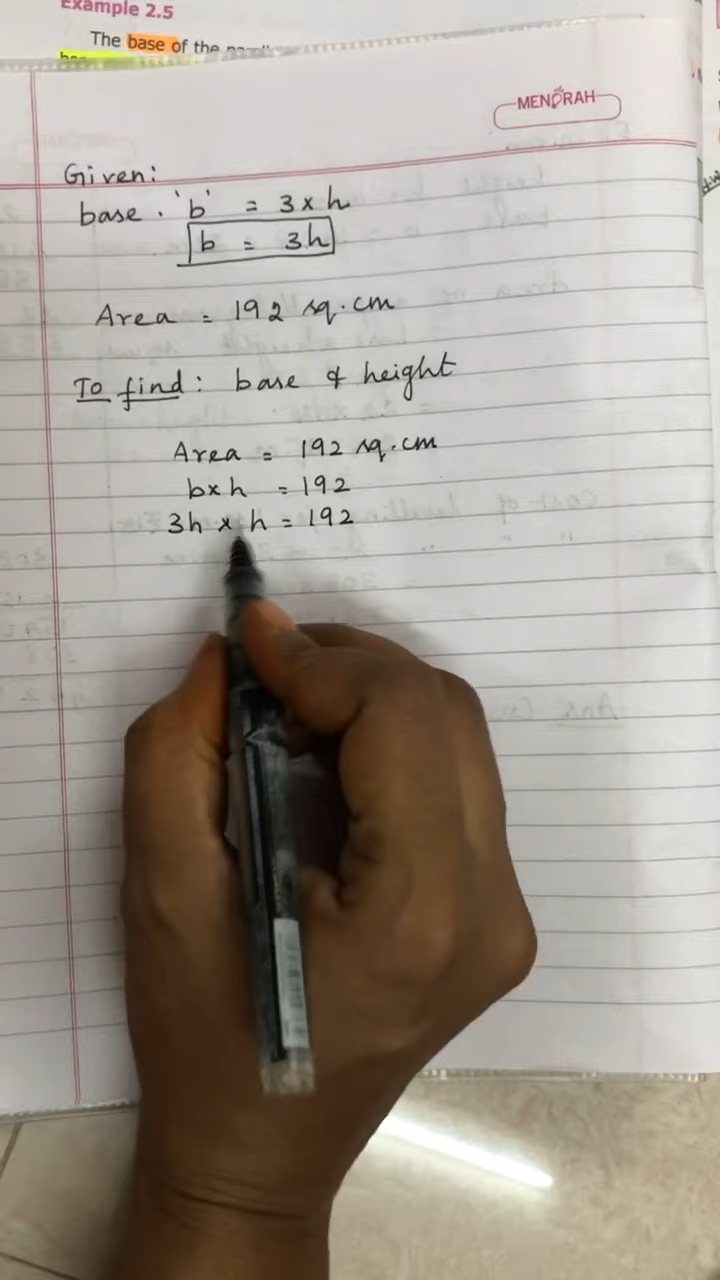 Example 2.5
The base of the
MENORAH
Given:
base. 'b' = 3 x h
b = 3h
Area = 192 sq.cm
To find: base & height
Area = 192 sq.cm
bxh = 192
3h x h = 192